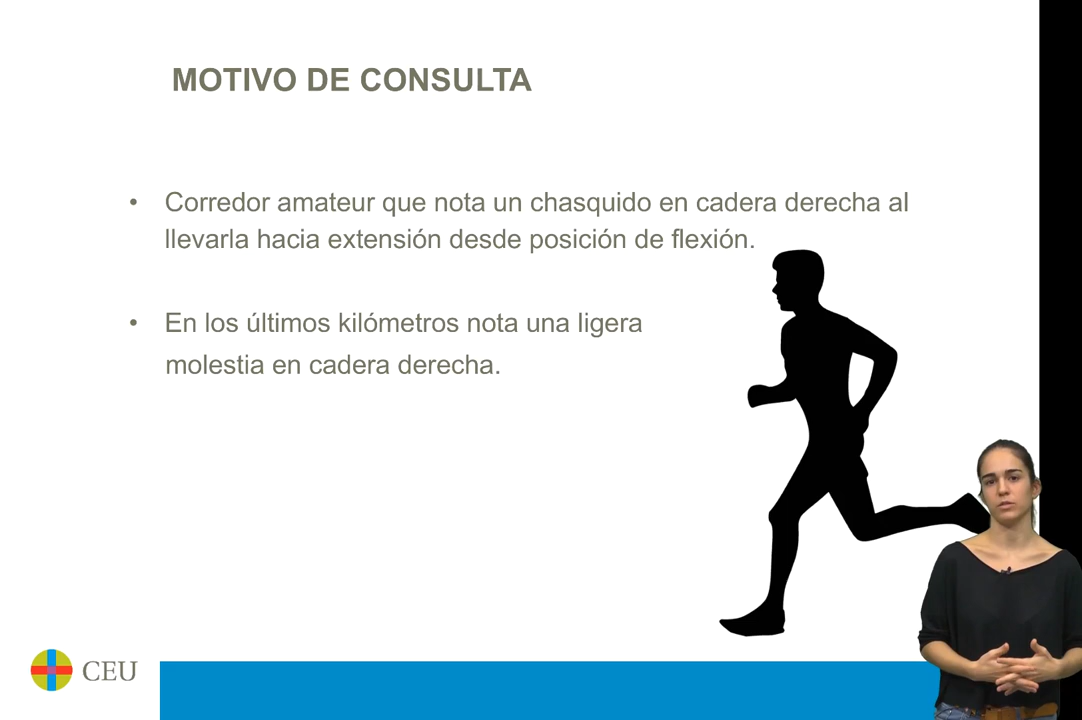 MOTIVO DE CONSULTA
• Corredor amateur que nota un chasquido en cadera derecha al
llevarla hacia extensión desde posición de flexión.
• En los últimos kilómetros nota una ligera
molestia en cadera derecha.
CEU